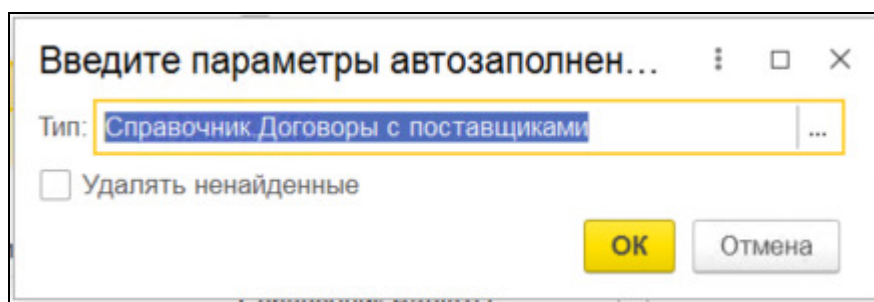 Введите параметры автозаполнен...
Тип: Справочник.Договоры с поставщиками ...
Удалять ненайденные
ОК Отмена